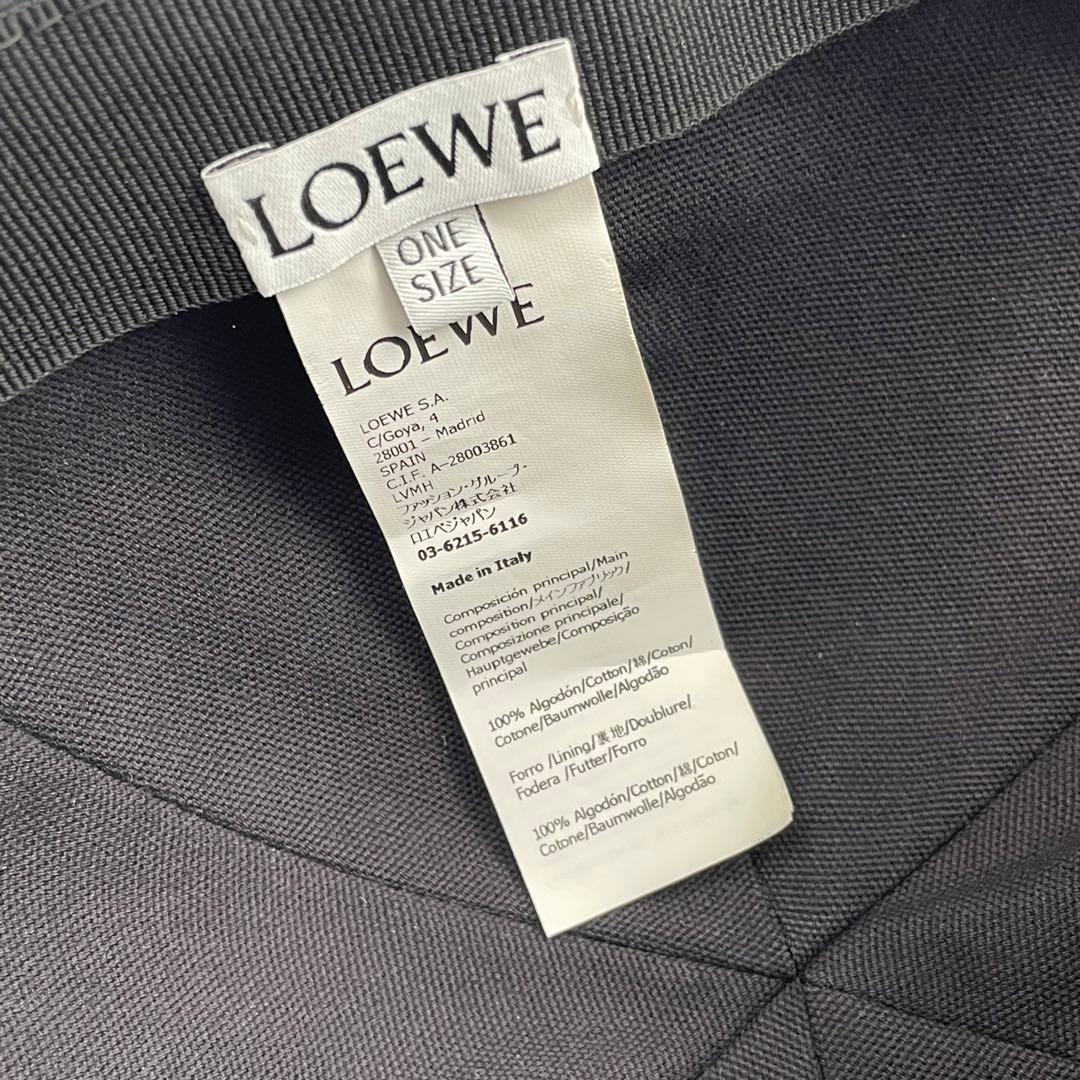 LOEWE
ONE
SIZE
LOEWE
LOEWE S.A.
C/Goya, 4
28001 - Madrid
SPAIN
C.I.F. A-28003861
LVMH
ファッション・グループ・
ジャパン株式会社
ロエベジャパン
03-6215-6116
Made in Italy
Composición principal/Main
composition/メインファブリック/
Composition principal/
Composizione principale/
Hauptgewebe/Composição
principal
100% Algodón/Cotton/綿/Coton/
Cotone/Baumwolle/Algodão
Forro /Lining/裏地/Doublure/
Fodera /Futter/Forro
100% Algodón/Cotton/綿/Coton/
Cotone/Baumwolle/Algodão